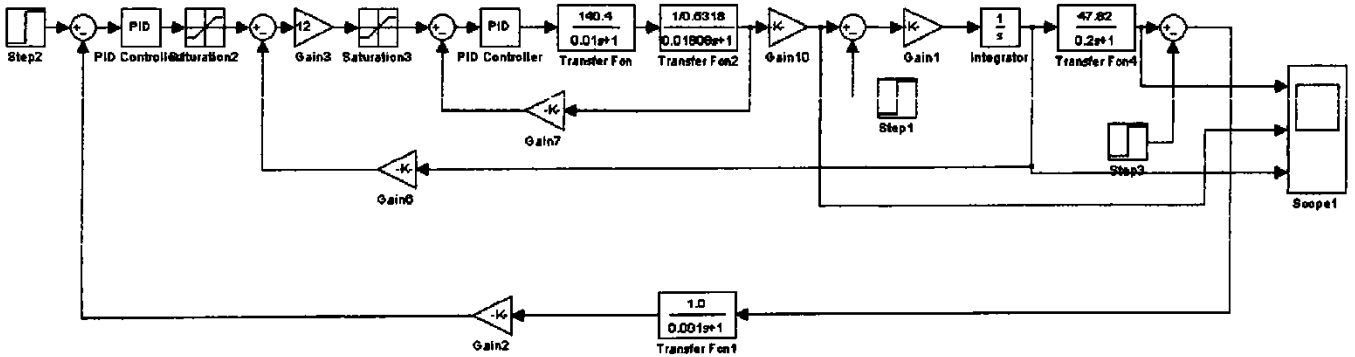 Step2
PID
PID Controller
Saturation2
12
Gain3
Saturation3
PID
PID Controller
140.4
0.01s+1
Transfer Fcn
1/0.6318
0.01808s+1
Transfer Fcn2
-K-
Gain10
-K-
Gain1
1
s
Integrator
47.82
0.2s+1
Transfer Fcn4
-K-
Gain7
Step1
Step3
-K-
Gain6
Scope1
-K-
Gain2
1.0
0.001s+1
Transfer Fcn1